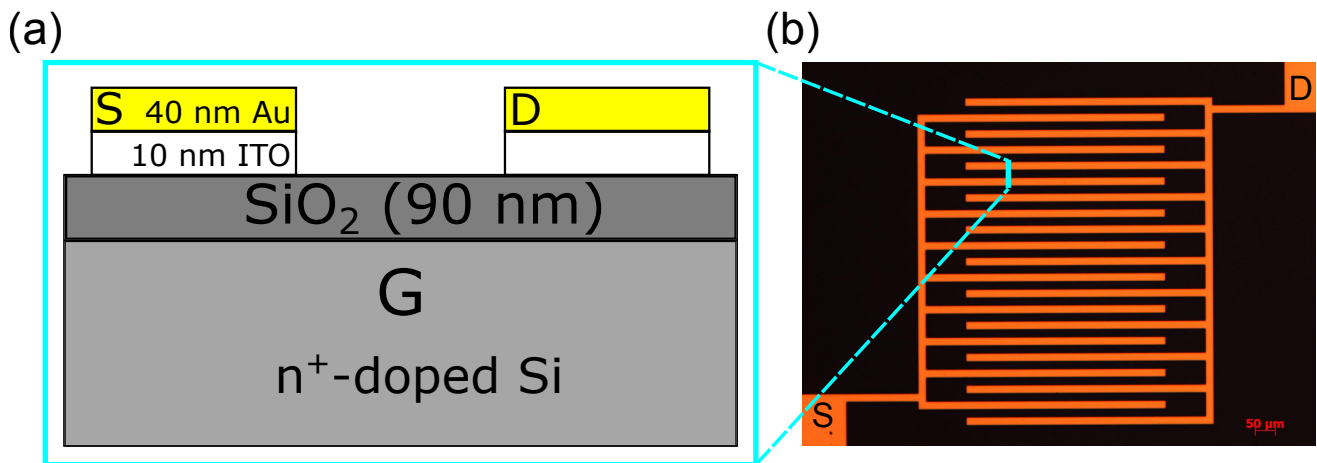 (a)
(b)
S 40 nm Au
D
10 nm ITO
SiO₂ (90 nm)
G
n⁺-doped Si
D
S
50 µm